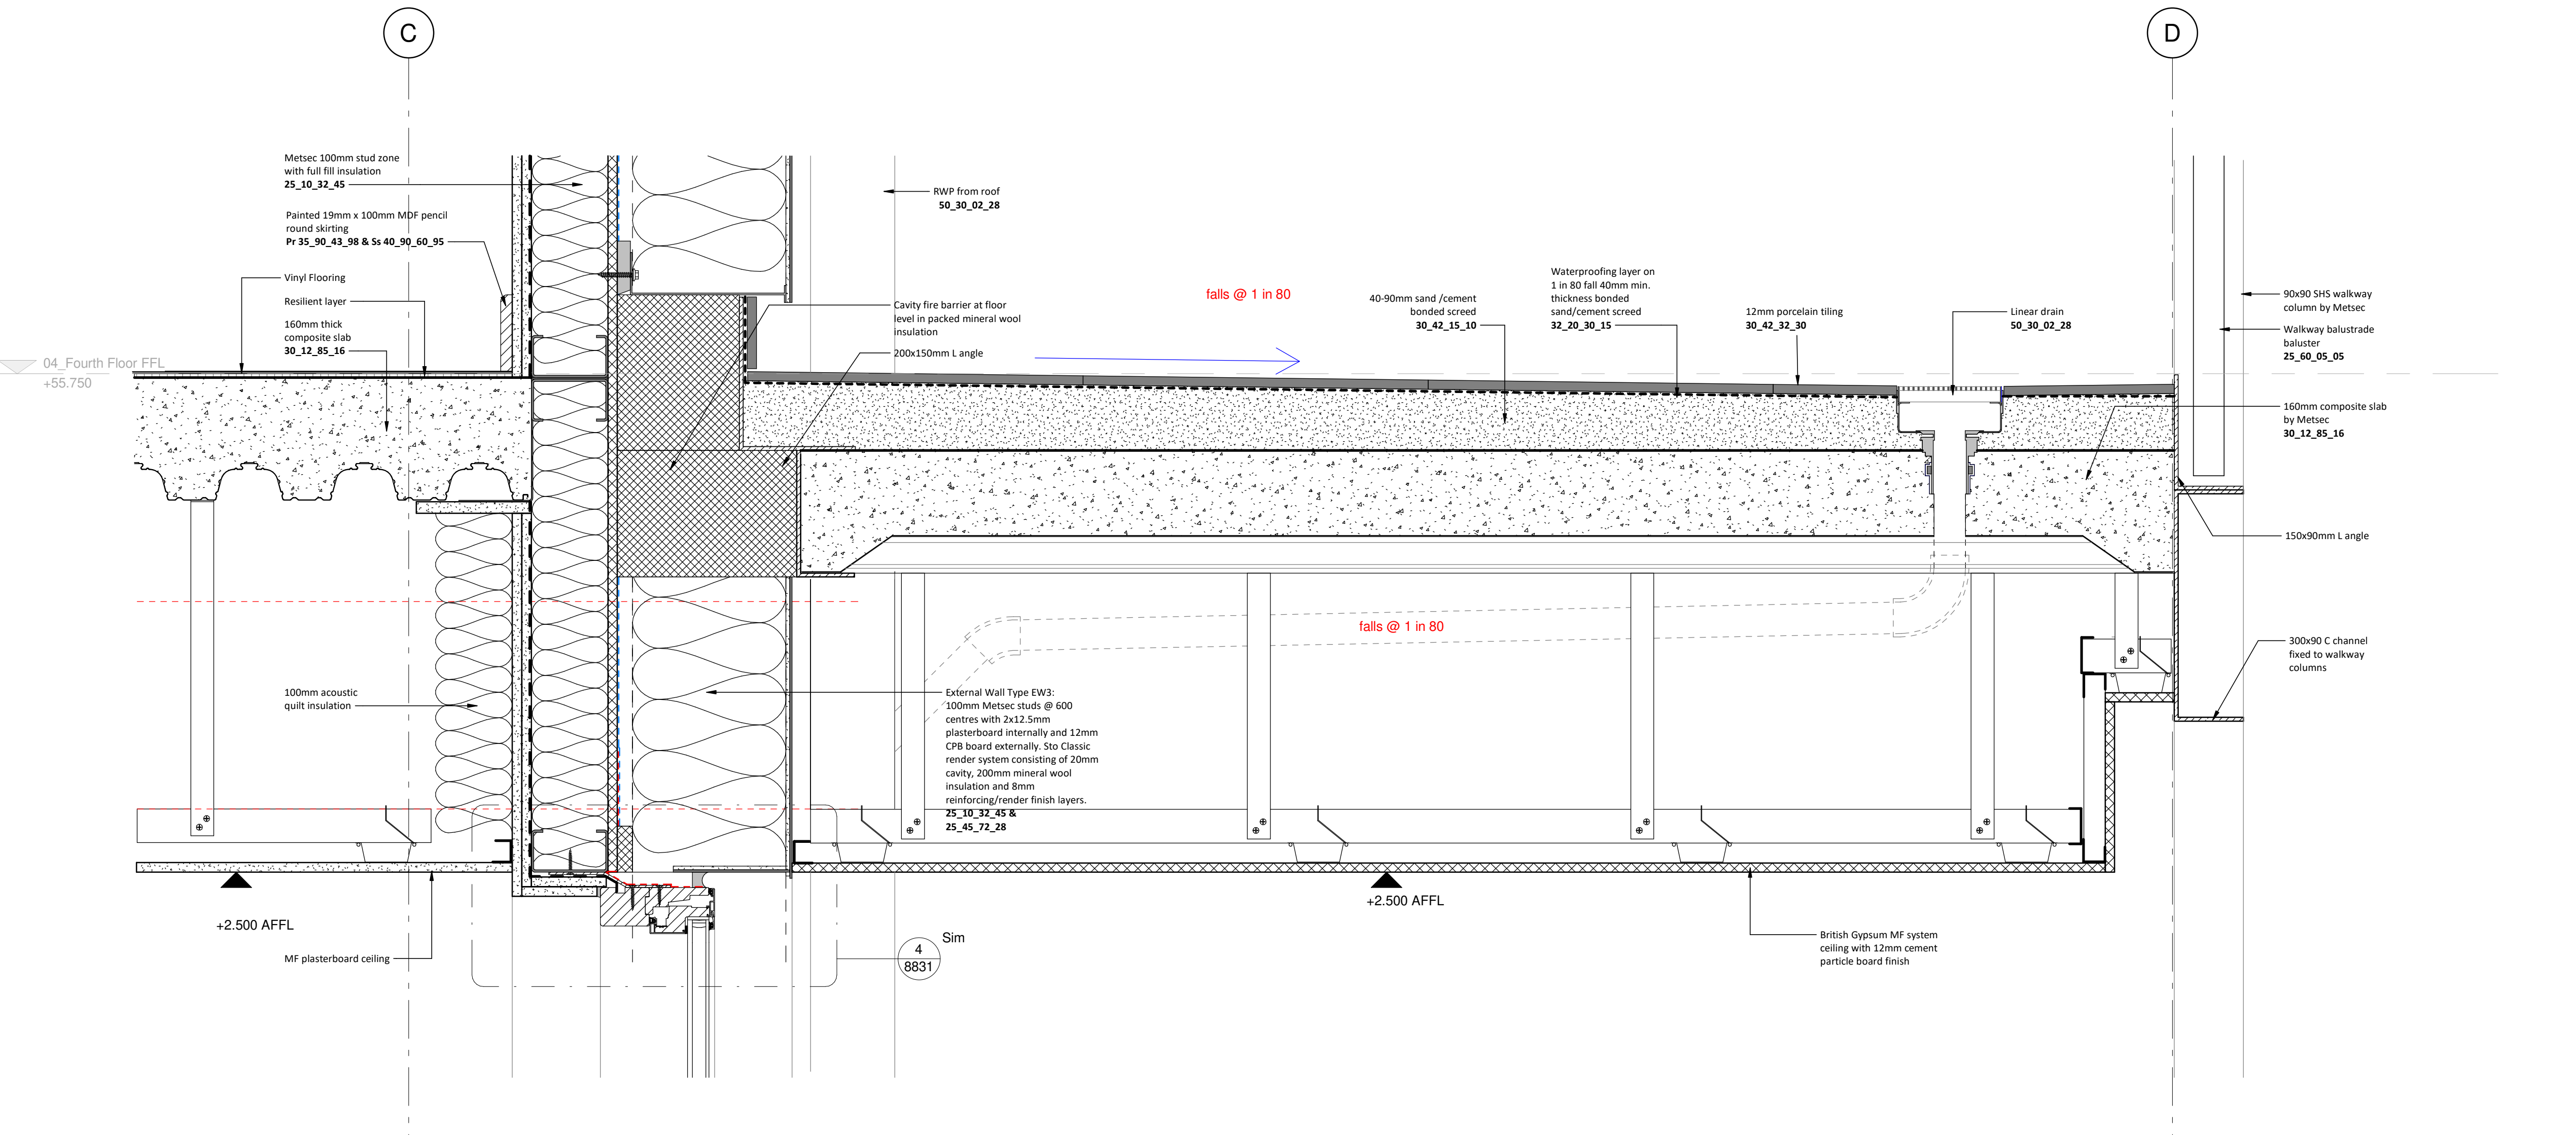 C
D
Metsec 100mm stud zone
with full fill insulation
25_10_32_45
Painted 19mm x 100mm MDF pencil
round skirting
Pr 35_90_43_98 & Ss 40_90_60_95
Vinyl Flooring
Resilient layer
160mm thick
composite slab
30_12_85_16
04_Fourth Floor FFL
+55.750
RWP from roof
50_30_02_28
Cavity fire barrier at floor
level in packed mineral wool
insulation
200x150mm L angle
falls @ 1 in 80
40-90mm sand /cement
bonded screed
30_42_15_10
Waterproofing layer on
1 in 80 fall 40mm min.
thickness bonded
sand/cement screed
32_20_30_15
12mm porcelain tiling
30_42_32_30
Linear drain
50_30_02_28
90x90 SHS walkway
column by Metsec
Walkway balustrade
baluster
25_60_05_05
160mm composite slab
by Metsec
30_12_85_16
150x90mm L angle
300x90 C channel
fixed to walkway
columns
falls @ 1 in 80
100mm acoustic
quilt insulation
External Wall Type EW3:
100mm Metsec studs @ 600
centres with 2x12.5mm
plasterboard internally and 12mm
CPB board externally. Sto Classic
render system consisting of 20mm
cavity, 200mm mineral wool
insulation and 8mm
reinforcing/render finish layers.
25_10_32_45 &
25_45_72_28
+2.500 AFFL
MF plasterboard ceiling
4
8831
Sim
+2.500 AFFL
British Gypsum MF system
ceiling with 12mm cement
particle board finish